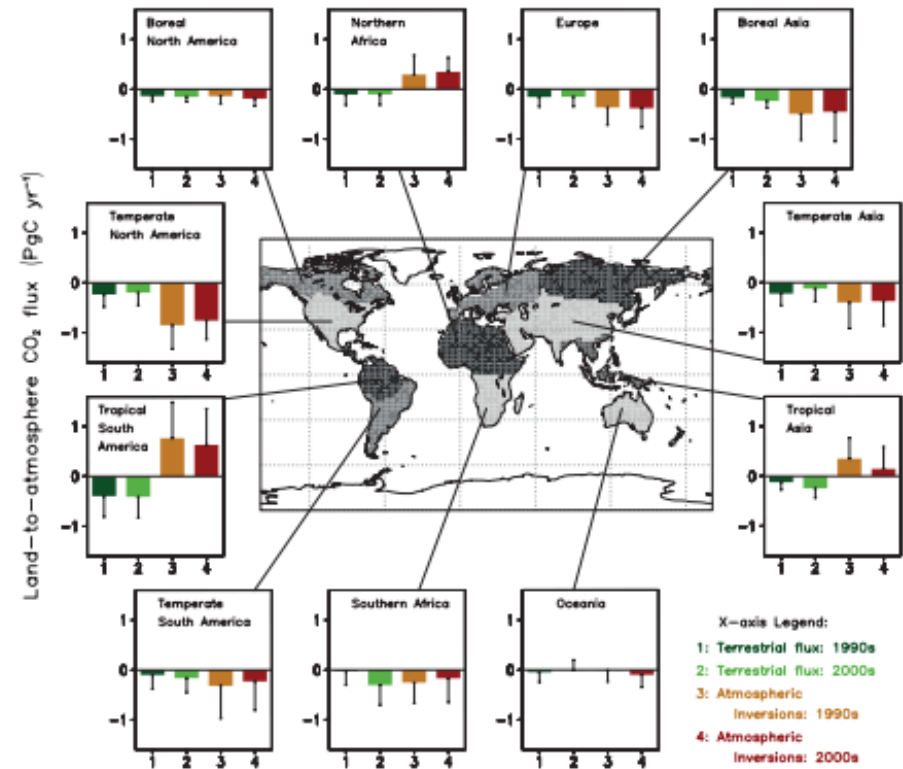 Land-to-atmosphere CO₂ flux (PgC yr⁻¹)
Boreal
North America
1
0
-1
1 2 3 4
Northern
Africa
1
0
-1
1 2 3 4
Europe
1
0
-1
1 2 3 4
Boreal Asia
1
0
-1
1 2 3 4
Temperate
North America
1
0
-1
1 2 3 4
Temperate Asia
1
0
-1
1 2 3 4
Tropical
South
America
1
0
-1
1 2 3 4
Tropical
Asia
1
0
-1
1 2 3 4
Temperate
South America
1
0
-1
1 2 3 4
Southern Africa
1
0
-1
1 2 3 4
Oceania
1
0
-1
1 2 3 4
X-axis Legend:
1: Terrestrial flux: 1990s
2: Terrestrial flux: 2000s
3: Atmospheric
Inversions: 1990s
4: Atmospheric
Inversions: 2000s